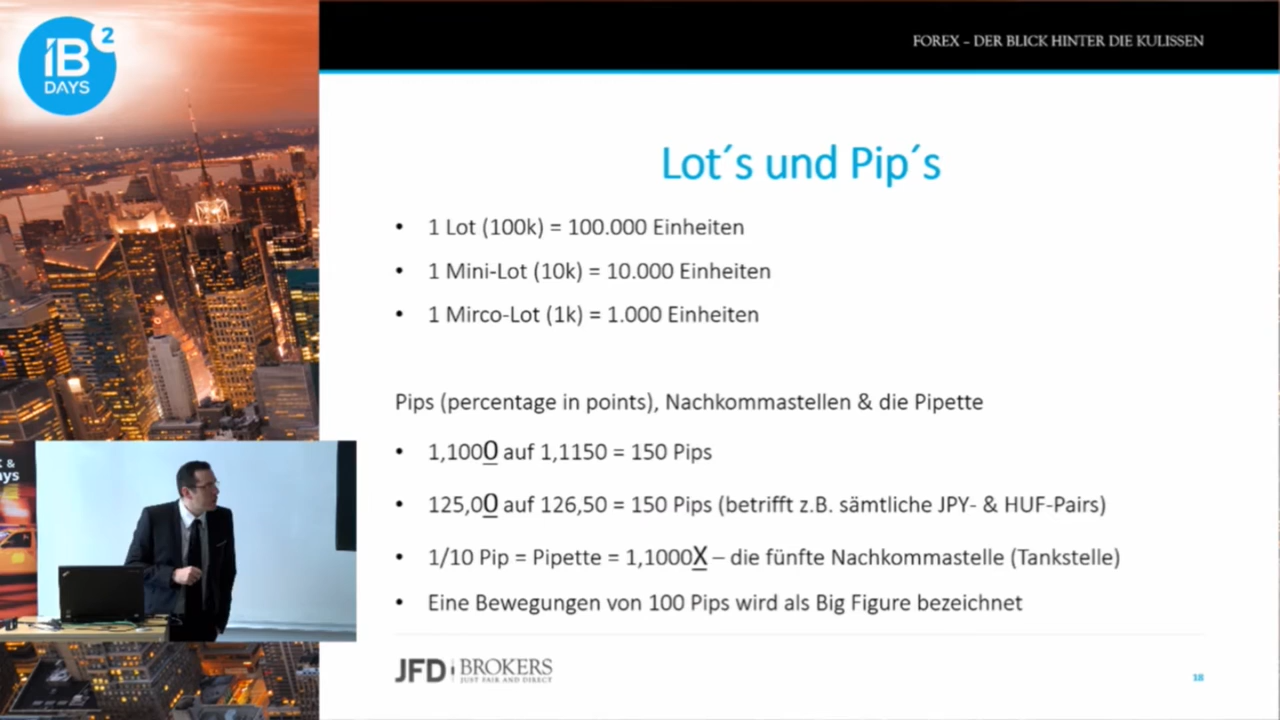 iB 2
DAYS
FOREX – DER BLICK HINTER DIE KULISSEN
Lot´s und Pip´s
• 1 Lot (100k) = 100.000 Einheiten
• 1 Mini-Lot (10k) = 10.000 Einheiten
• 1 Mirco-Lot (1k) = 1.000 Einheiten
Pips (percentage in points), Nachkommastellen & die Pipette
• 1,1000 auf 1,1150 = 150 Pips
• 125,00 auf 126,50 = 150 Pips (betrifft z.B. sämtliche JPY- & HUF-Pairs)
• 1/10 Pip = Pipette = 1,1000X – die fünfte Nachkommastelle (Tankstelle)
• Eine Bewegungen von 100 Pips wird als Big Figure bezeichnet
JFD BROKERS
JUST FAIR AND DIRECT
18